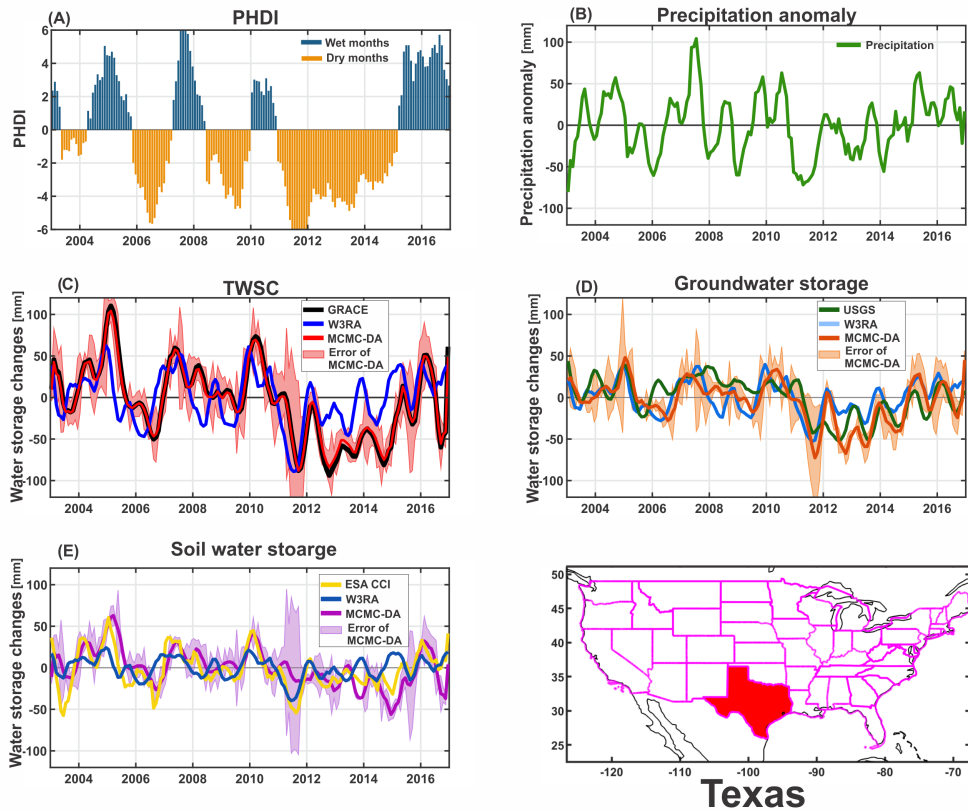 (A)
PHDI
Wet months
Dry months
PHDI
6
4
2
0
-2
-4
-6
2004 2006 2008 2010 2012 2014 2016
(B)
Precipitation anomaly
Precipitation
Precipitation anomaly [mm]
100
50
0
-50
-100
2004 2006 2008 2010 2012 2014 2016
(C)
TWSC
GRACE
W3RA
MCMC-DA
Error of
MCMC-DA
Water storage changes [mm]
100
50
0
-50
-100
2004 2006 2008 2010 2012 2014 2016
(D)
Groundwater storage
USGS
W3RA
MCMC-DA
Error of
MCMC-DA
Water storage changes [mm]
100
50
0
-50
-100
2004 2006 2008 2010 2012 2014 2016
(E)
Soil water stoarge
ESA CCI
W3RA
MCMC-DA
Error of
MCMC-DA
Water storage changes [mm]
100
50
0
-50
-100
2004 2006 2008 2010 2012 2014 2016
50
45
40
35
30
25
-120 -110 -100 -90 -80 -70
Texas